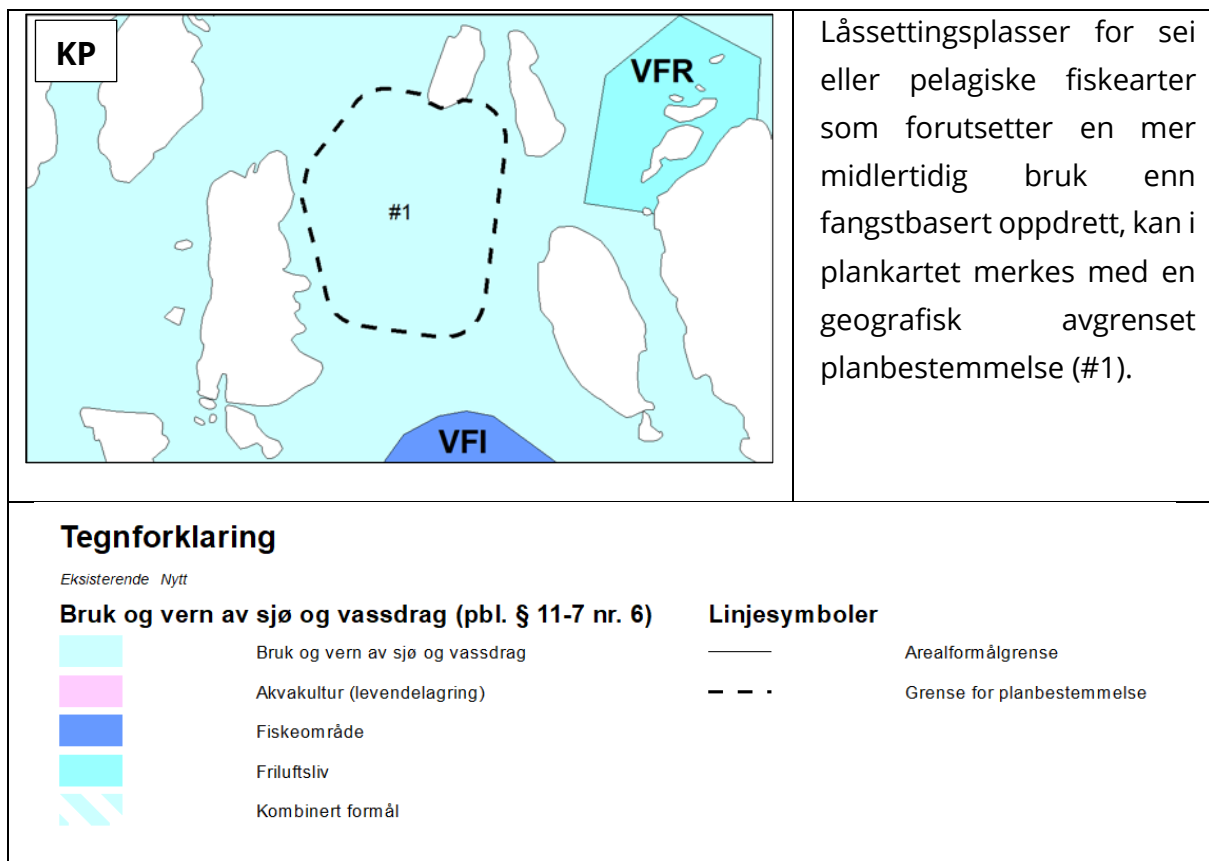 KP
VFR
#1
VFI
Låssettingsplasser for sei
eller pelagiske fiskearter
som forutsetter en mer
midlertidig bruk enn
fangstbasert oppdrett, kan i
plankartet merkes med en
geografisk avgrenset
planbestemmelse (#1).
Tegnforklaring
Eksisterende Nytt
Bruk og vern av sjø og vassdrag (pbl. § 11-7 nr. 6)
Bruk og vern av sjø og vassdrag
Akvakultur (levendelagring)
Fiskeområde
Friluftsliv
Kombinert formål
Linjesymboler
Arealformålgrense
Grense for planbestemmelse